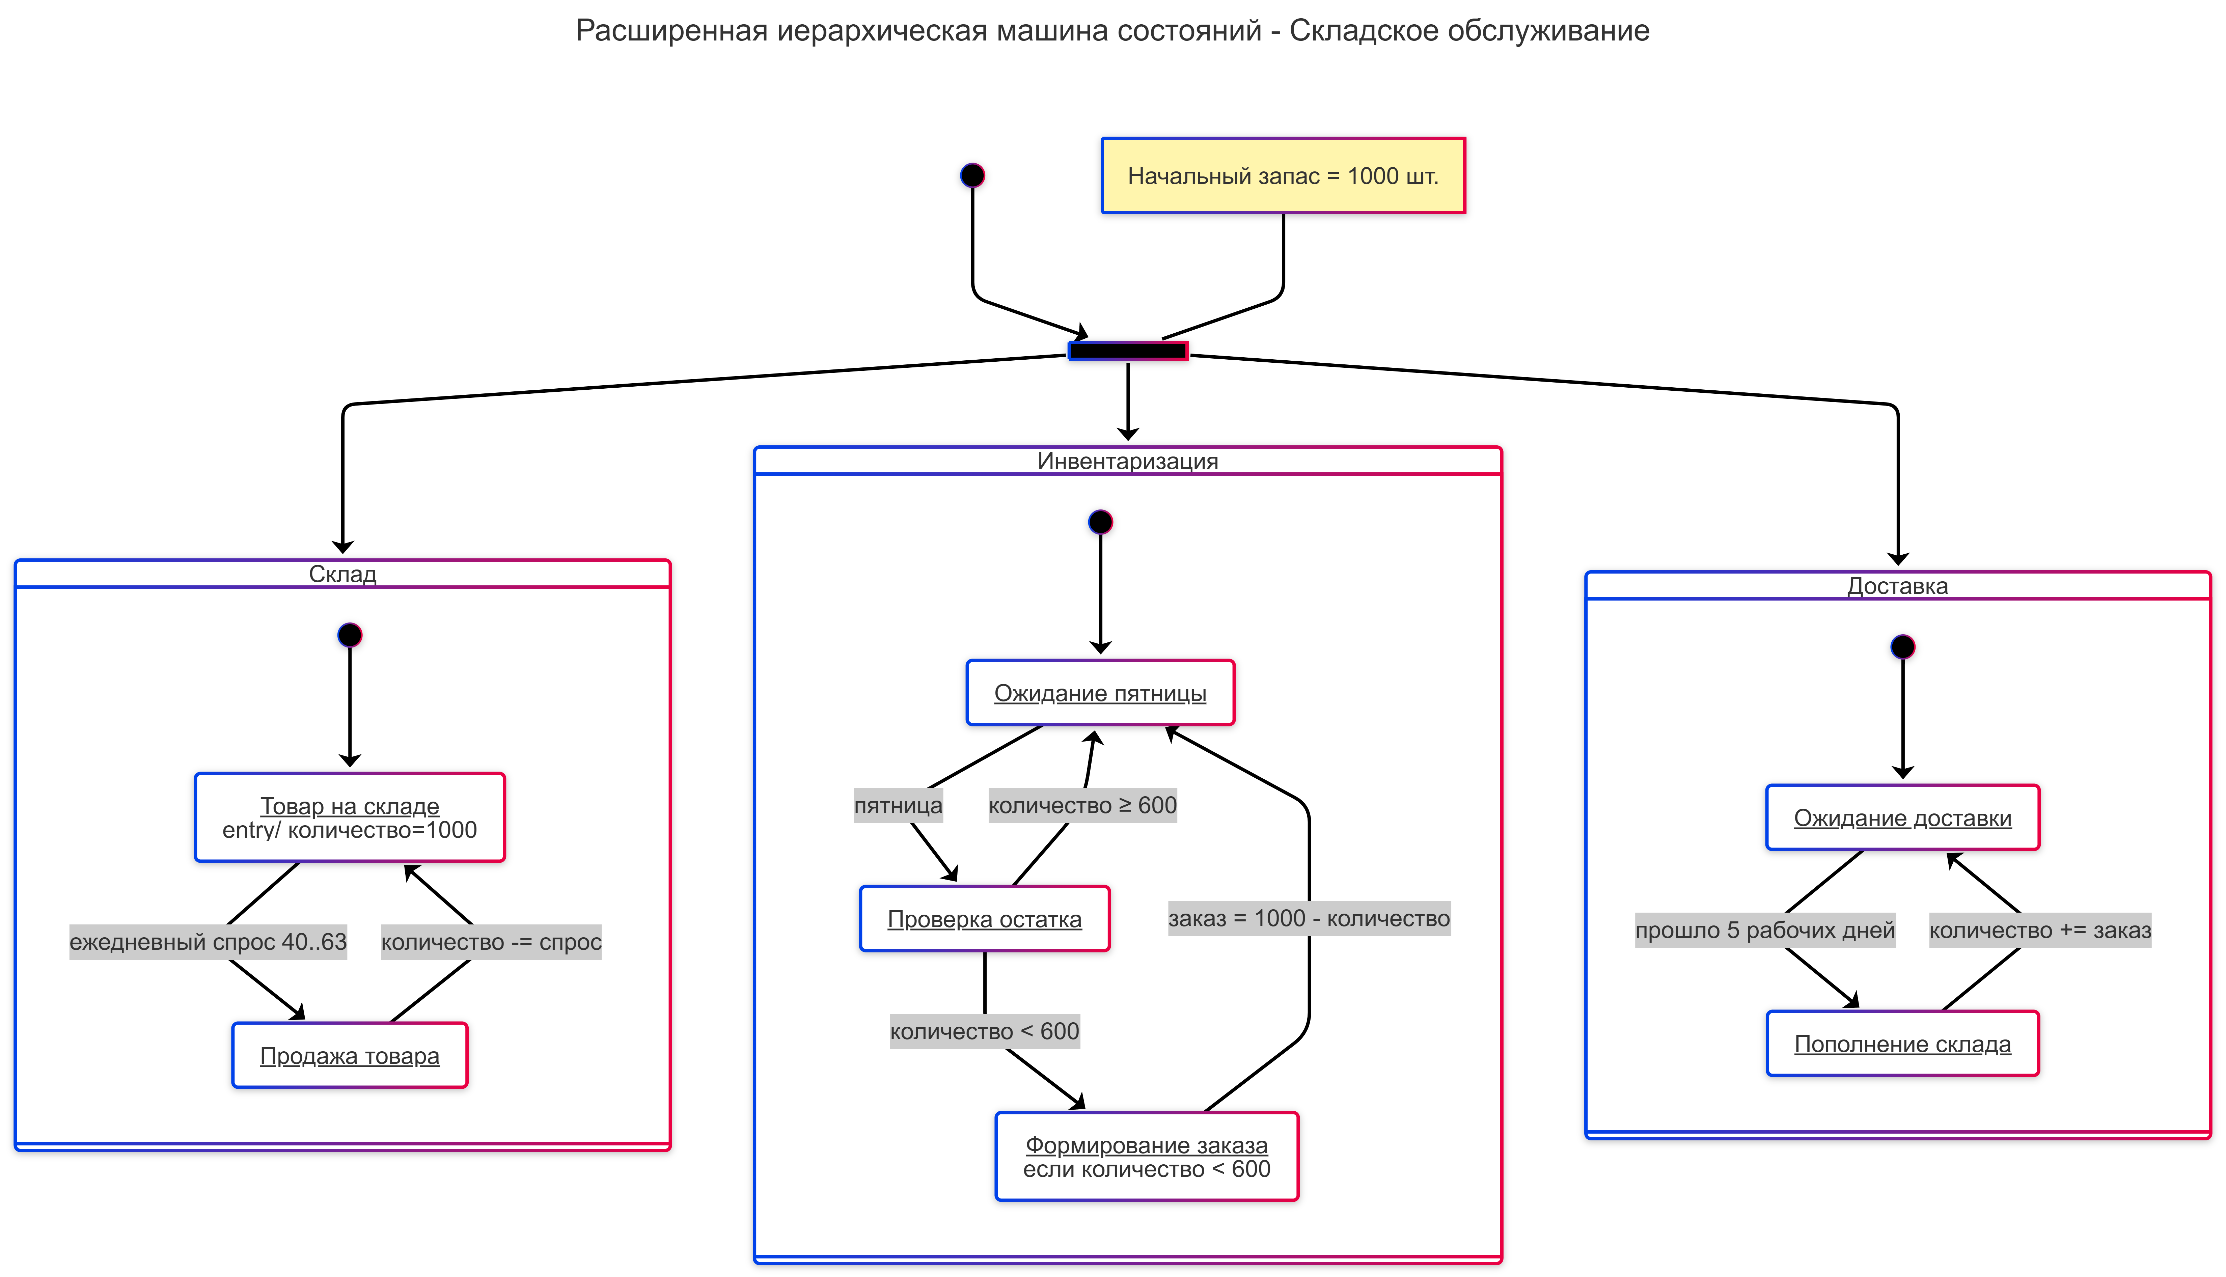 Расширенная иерархическая машина состояний - Складское обслуживание
Начальный запас = 1000 шт.
Склад
Товар на складе
entry/ количество=1000
ежедневный спрос 40..63
количество -= спрос
Продажа товара
Инвентаризация
Ожидание пятницы
пятница
количество ≥ 600
Проверка остатка
заказ = 1000 - количество
количество < 600
Формирование заказа
если количество < 600
Доставка
Ожидание доставки
прошло 5 рабочих дней
количество += заказ
Пополнение склада